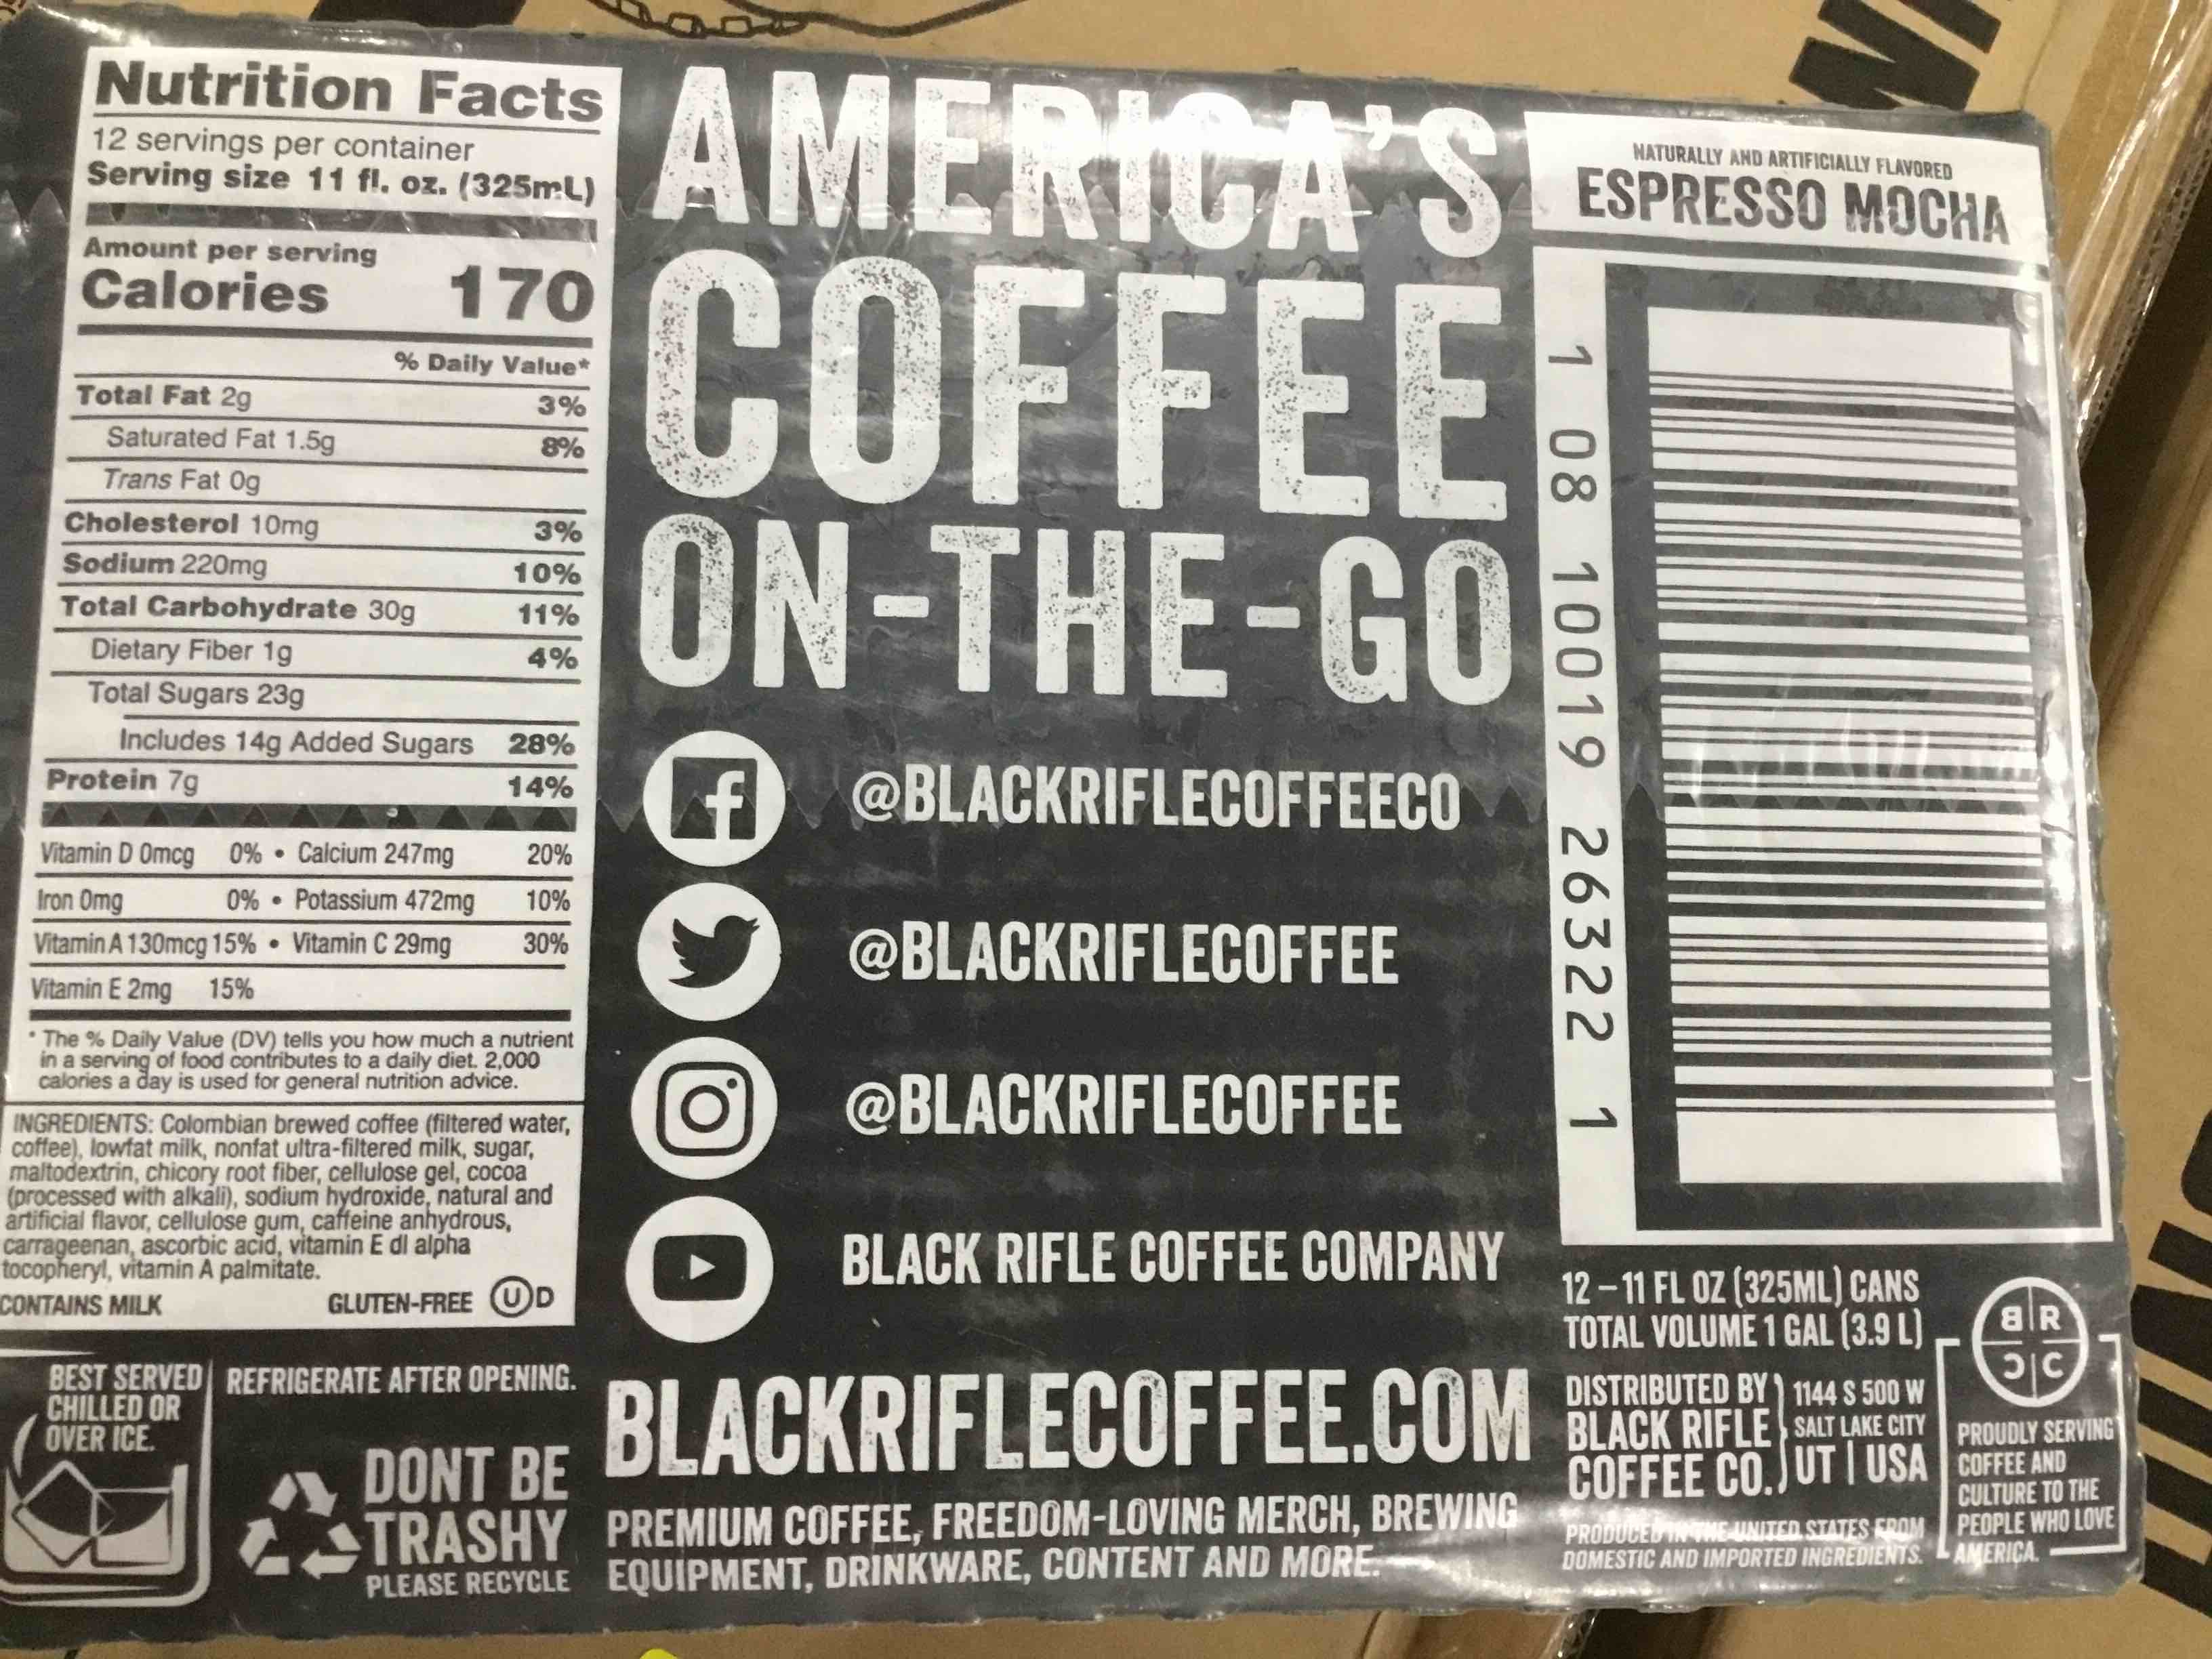 Nutrition Facts
12 servings per container
Serving size 11 fl. oz. (325mL)
Amount per serving
Calories 170
% Daily Value*
Total Fat 2g 3%
Saturated Fat 1.5g 8%
Trans Fat 0g
Cholesterol 10mg 3%
Sodium 220mg 10%
Total Carbohydrate 30g 11%
Dietary Fiber 1g 4%
Total Sugars 23g
Includes 14g Added Sugars 28%
Protein 7g 14%
Vitamin D 0mcg 0% • Calcium 247mg 20%
Iron 0mg 0% • Potassium 472mg 10%
Vitamin A 130mcg 15% • Vitamin C 29mg 30%
Vitamin E 2mg 15%
* The % Daily Value (DV) tells you how much a nutrient
in a serving of food contributes to a daily diet. 2,000
calories a day is used for general nutrition advice.
INGREDIENTS: Colombian brewed coffee (filtered water,
coffee), lowfat milk, nonfat ultra-filtered milk, sugar,
maltodextrin, chicory root fiber, cellulose gel, cocoa
(processed with alkali), sodium hydroxide, natural and
artificial flavor, cellulose gum, caffeine anhydrous,
carrageenan, ascorbic acid, vitamin E dl alpha
tocopheryl, vitamin A palmitate.
CONTAINS MILK GLUTEN-FREE U D
BEST SERVED
CHILLED OR
OVER ICE.
REFRIGERATE AFTER OPENING.
DONT BE
TRASHY
PLEASE RECYCLE
AMERICA'S
COFFEE
ON-THE-GO
@BLACKRIFLECOFFEECO
@BLACKRIFLECOFFEE
@BLACKRIFLECOFFEE
BLACK RIFLE COFFEE COMPANY
BLACKRIFLECOFFEE.COM
PREMIUM COFFEE, FREEDOM-LOVING MERCH, BREWING
EQUIPMENT, DRINKWARE, CONTENT AND MORE.
NATURALLY AND ARTIFICIALLY FLAVORED
ESPRESSO MOCHA
1 08 10019 26322 1
12 – 11 FL OZ (325ML) CANS
TOTAL VOLUME 1 GAL (3.9 L)
DISTRIBUTED BY
BLACK RIFLE
COFFEE CO.
1144 S 500 W
SALT LAKE CITY
UT | USA
PRODUCED IN THE UNITED STATES FROM
DOMESTIC AND IMPORTED INGREDIENTS.
BR
CC
PROUDLY SERVING
COFFEE AND
CULTURE TO THE
PEOPLE WHO LOVE
AMERICA.